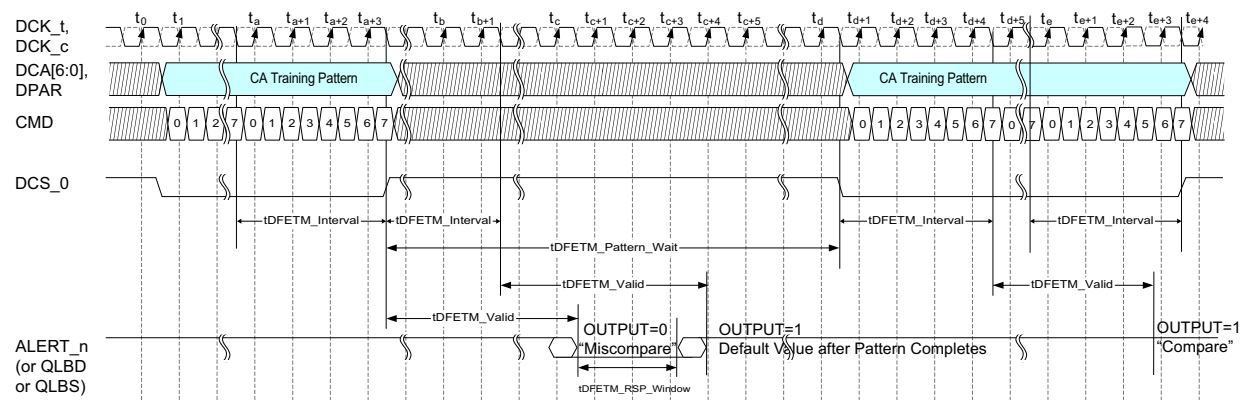 t0 t1 ta ta+1 ta+2 ta+3 tb tb+1 tc tc+1 tc+2 tc+3 tc+4 tc+5 td td+1 td+2 td+3 td+4 td+5 te te+1 te+2 te+3 te+4
DCK_t,
DCK_c
DCA[6:0],
DPAR
CA Training Pattern CA Training Pattern
CMD 0 1 2 7 0 1 2 3 4 5 6 7 0 1 2 3 4 5 6 7 0 7 0 1 2 3 4 5 6 7
DCS_0
tDFETM_Interval tDFETM_Interval tDFETM_Interval tDFETM_Interval
tDFETM_Pattern_Wait
tDFETM_Valid tDFETM_Valid
tDFETM_Valid
OUTPUT=0 OUTPUT=1 OUTPUT=1
"Miscompare" Default Value after Pattern Completes "Compare"
ALERT_n
(or QLBD
or QLBS)
tDFETM_RSP_Window